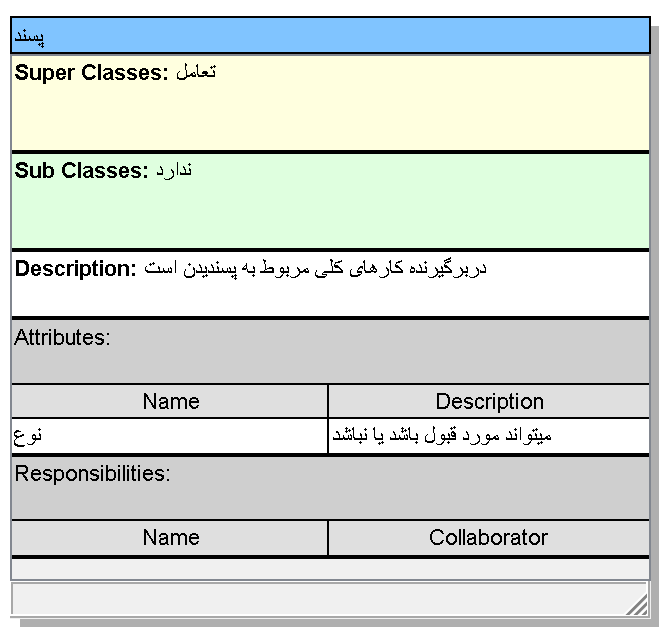 پسند
Super Classes: تعامل
Sub Classes: ندارد
Description: دربرگیرنده کارهای کلی مربوط به پسندیدن است
Attributes:
Name Description
نوع میتواند مورد قبول باشد یا نباشد
Responsibilities:
Name Collaborator